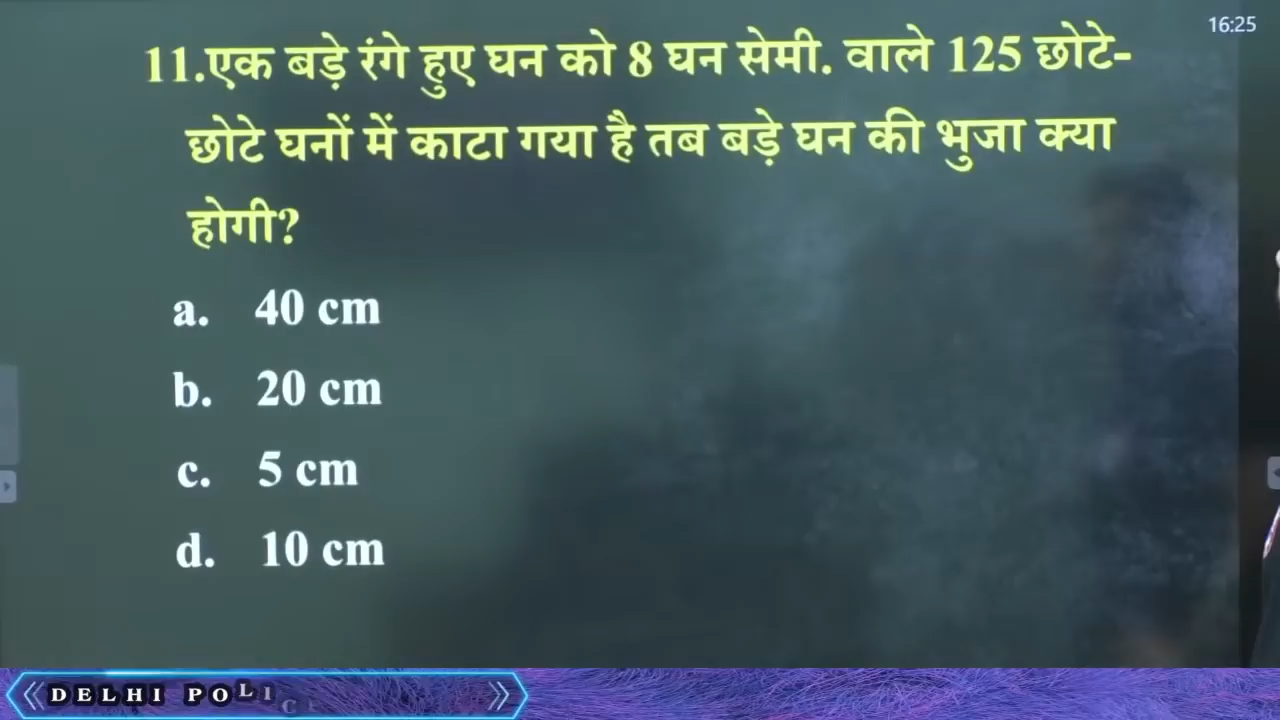 16:25
11.एक बड़े रंगे हुए घन को 8 घन सेमी. वाले 125 छोटे-
छोटे घनों में काटा गया है तब बड़े घन की भुजा क्या
होगी?
a. 40 cm
b. 20 cm
c. 5 cm
d. 10 cm
DELHI POLIC